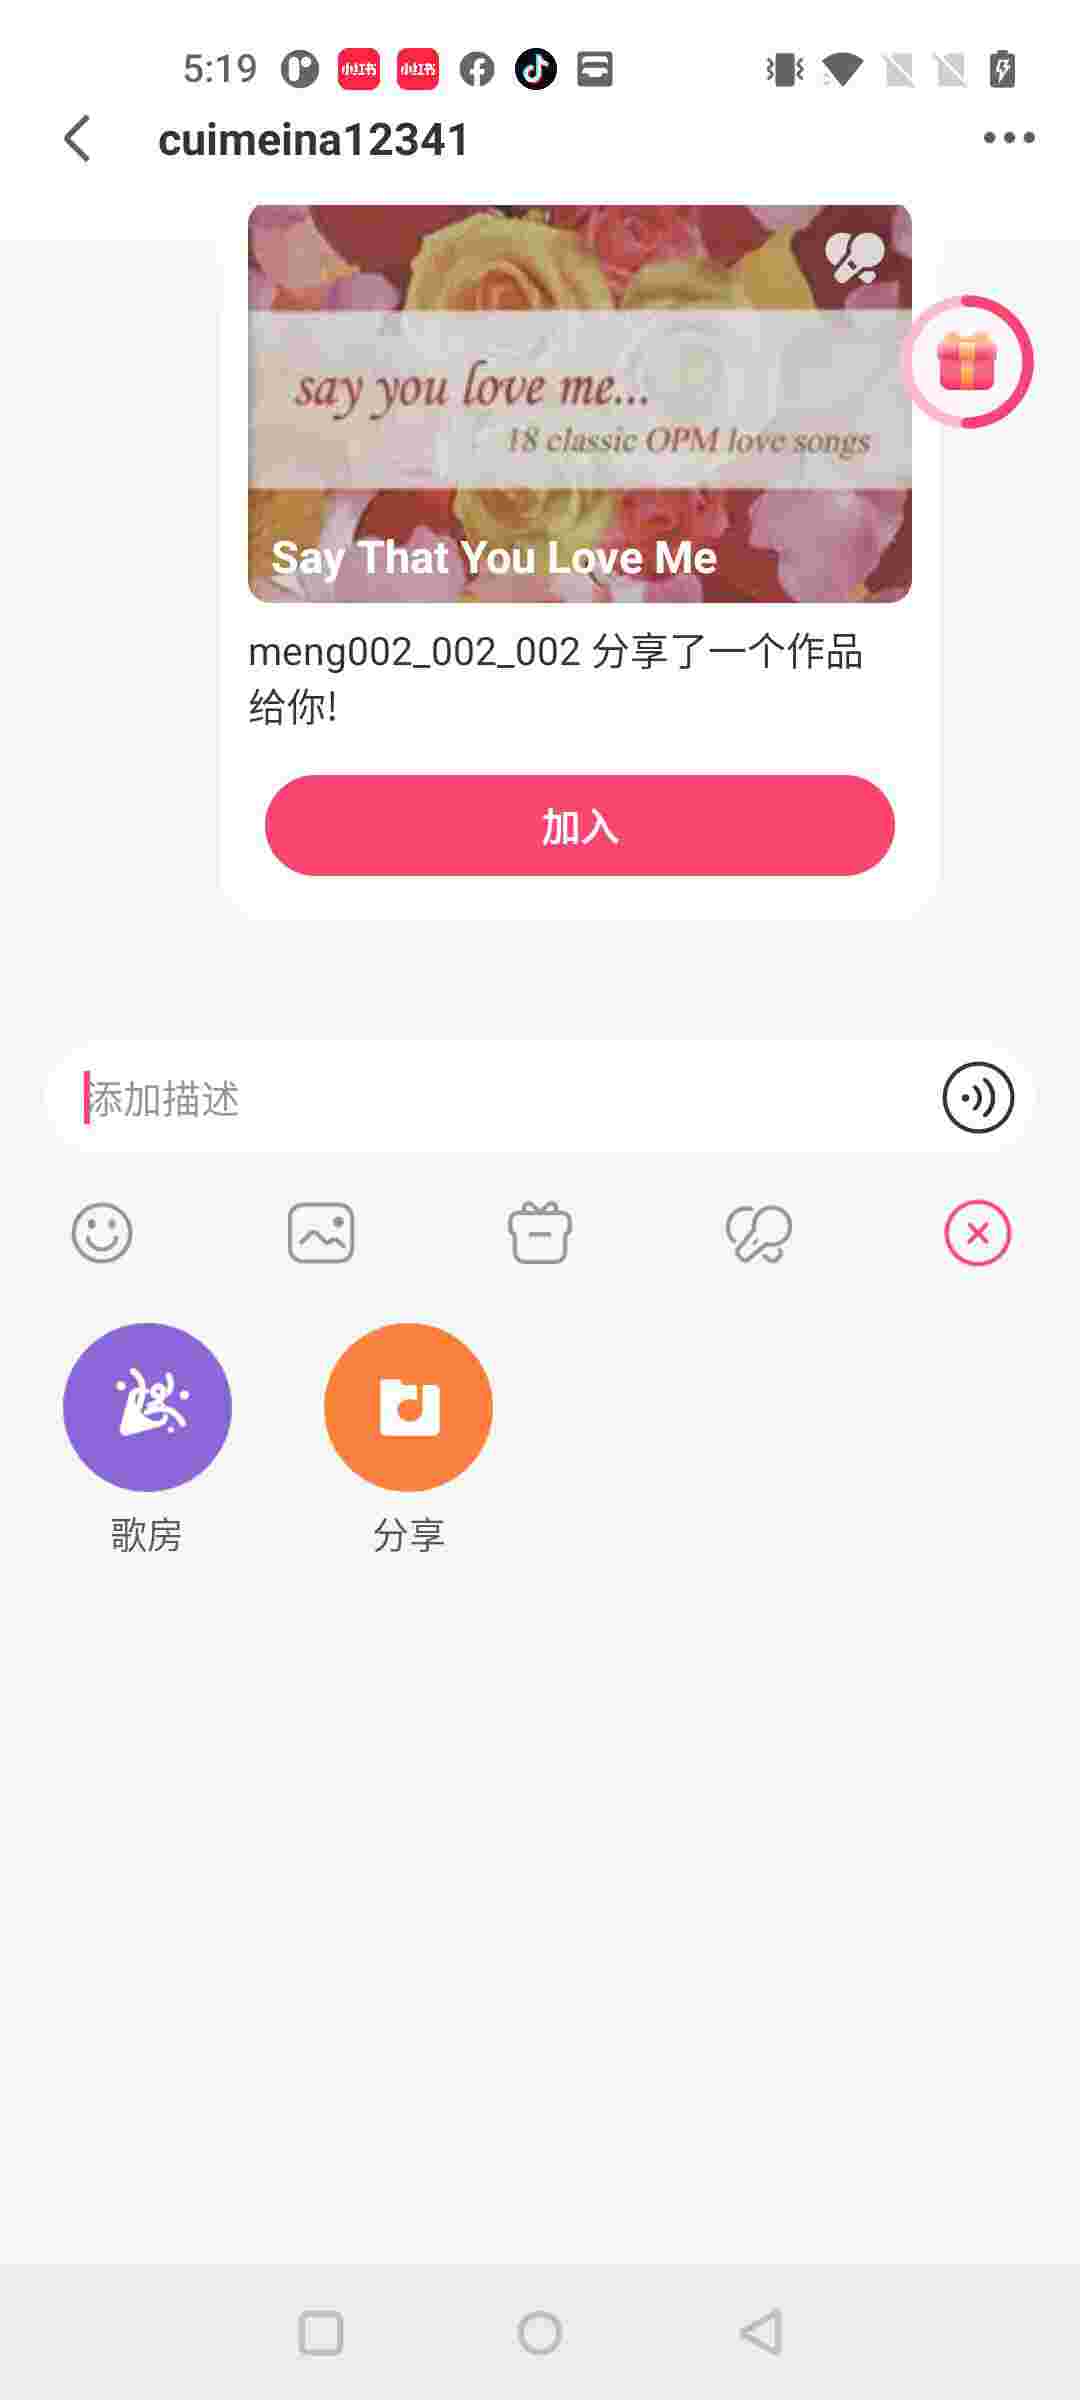 5:19
小红书 小红书
cuimeina12341
say you love me...
18 classic OPM love songs
Say That You Love Me
meng002_002_002 分享了一个作品
给你!
加入
添加描述
歌房
分享